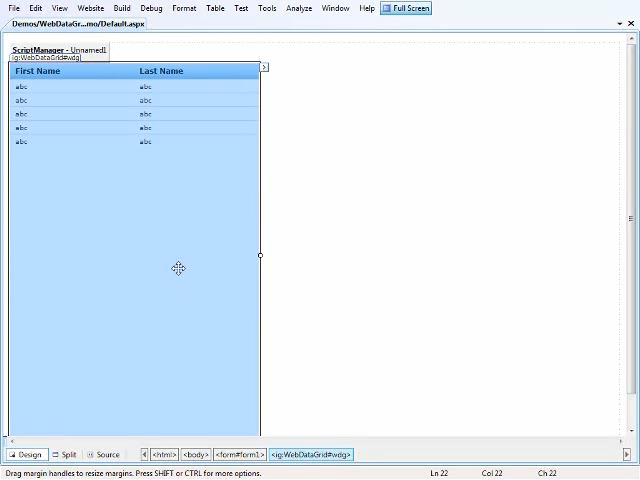 File Edit View Website Build Debug Format Table Test Tools Analyze Window Help Full Screen
Demos/WebDataGr...mo/Default.aspx
ScriptManager - Unnamed1
ig:WebDataGrid#wdg
First Name Last Name
abc abc
abc abc
abc abc
abc abc
abc abc
Design Split Source <html> <body> <form#form1> <ig:WebDataGrid#wdg>
Drag margin handles to resize margins. Press SHIFT or CTRL for more options. Ln 22 Col 22 Ch 22